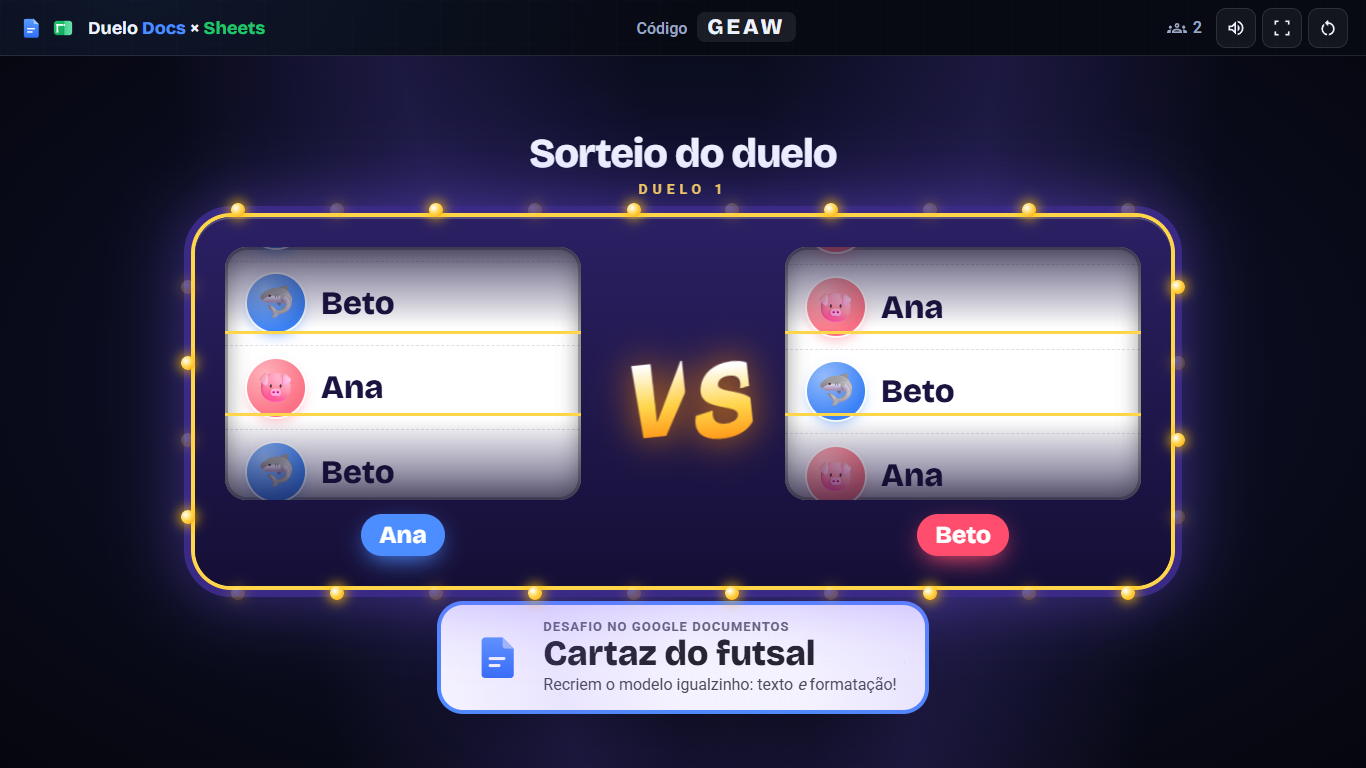 Duelo Docs × Sheets
Código GEAW
2
Sorteio do duelo
DUELO 1
Beto
Ana
Beto
VS
Ana
Beto
Ana
Ana
Beto
DESAFIO NO GOOGLE DOCUMENTOS
Cartaz do futsal
Recriem o modelo igualzinho: texto e formatação!